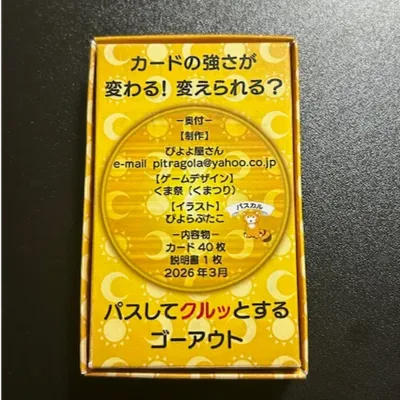 カードの強さが
変わる！変えられる？
ー奥付ー
【制作】
ぴよよ屋さん
e-mail pitragola@yahoo.co.jp
【ゲームデザイン】
くま祭（くまつり）
【イラスト】
ぴよらぶたこ
パスカル
ー内容物ー
カード40枚
説明書1枚
2026年3月
パスしてクルッとする
ゴーアウト